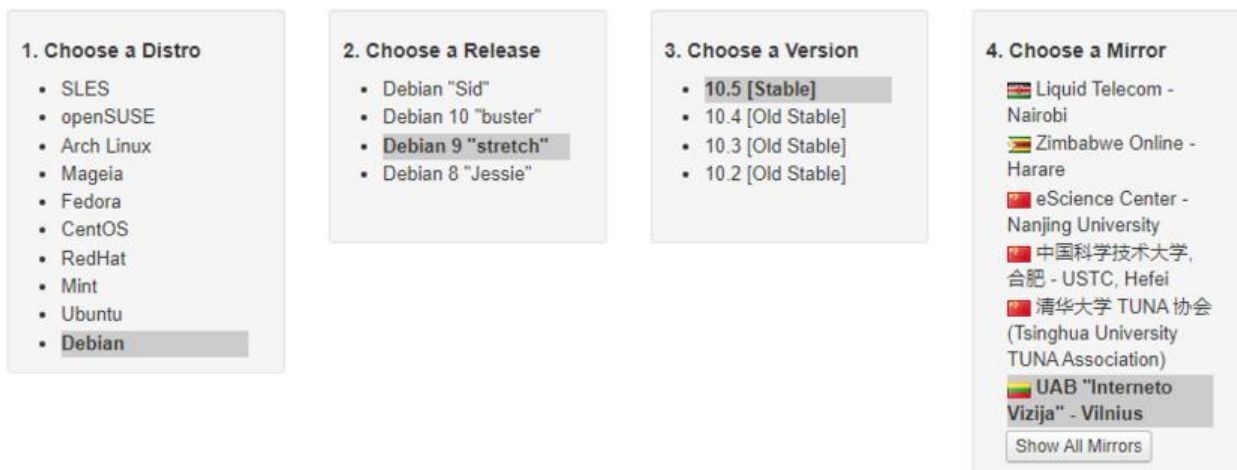 1. Choose a Distro
SLES
openSUSE
Arch Linux
Mageia
Fedora
CentOS
RedHat
Mint
Ubuntu
Debian
2. Choose a Release
Debian "Sid"
Debian 10 "buster"
Debian 9 "stretch"
Debian 8 "Jessie"
3. Choose a Version
10.5 [Stable]
10.4 [Old Stable]
10.3 [Old Stable]
10.2 [Old Stable]
4. Choose a Mirror
Liquid Telecom -
Nairobi
Zimbabwe Online -
Harare
eScience Center -
Nanjing University
中国科学技术大学,
合肥 - USTC, Hefei
清华大学 TUNA 协会
(Tsinghua University
TUNA Association)
UAB "Interneto
Vizija" - Vilnius
Show All Mirrors